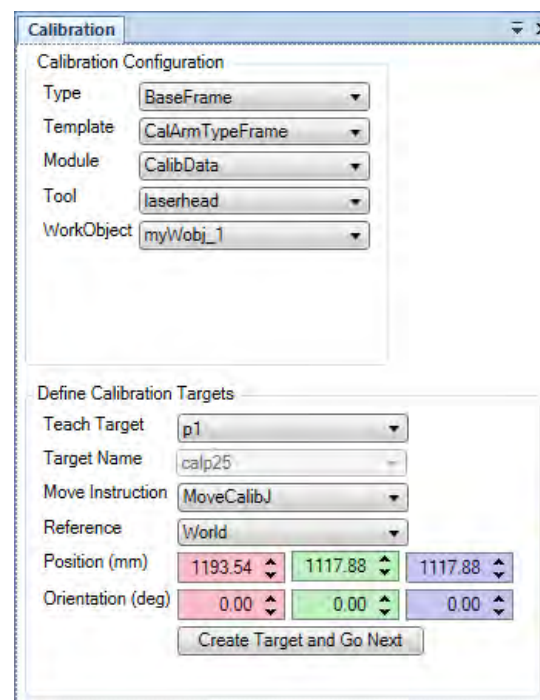 Calibration
Calibration Configuration
Type BaseFrame
Template CalArmTypeFrame
Module CalibData
Tool laserhead
WorkObject myWobj_1
Define Calibration Targets
Teach Target p1
Target Name calp25
Move Instruction MoveCalibJ
Reference World
Position (mm) 1193.54 1117.88 1117.88
Orientation (deg) 0.00 0.00 0.00
Create Target and Go Next